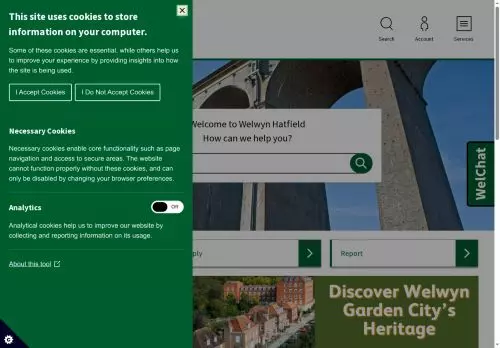 This site uses cookies to store
information on your computer.
Some of these cookies are essential, while others help us
to improve your experience by providing insights into how
the site is being used.
I Accept Cookies
I Do Not Accept Cookies
Necessary Cookies
Necessary cookies enable core functionality such as page
navigation and access to secure areas. The website
cannot function properly without these cookies, and can
only be disabled by changing your browser preferences.
Analytics
Off
Analytical cookies help us to improve our website by
collecting and reporting information on its usage.
About this tool
Search
Account
Services
Welcome to Welwyn Hatfield
How can we help you?
WelChat
Report
Discover Welwyn
Garden City's
Heritage